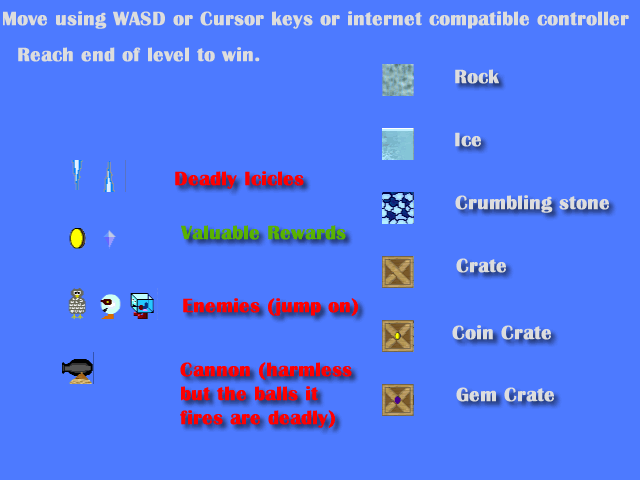 Move using WASD or Cursor keys or internet compatible controller
Reach end of level to win.
Rock
Ice
Deadly Icicles
Crumbling stone
Valuable Rewards
Crate
Enemies (jump on)
Coin Crate
Cannon (harmless
but the balls it
fires are deadly)
Gem Crate